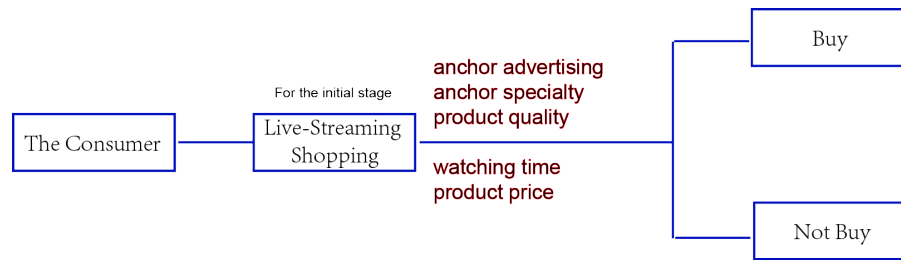 The Consumer
For the initial stage
Live-Streaming
Shopping
anchor advertising
anchor specialty
product quality
watching time
product price
Buy
Not Buy